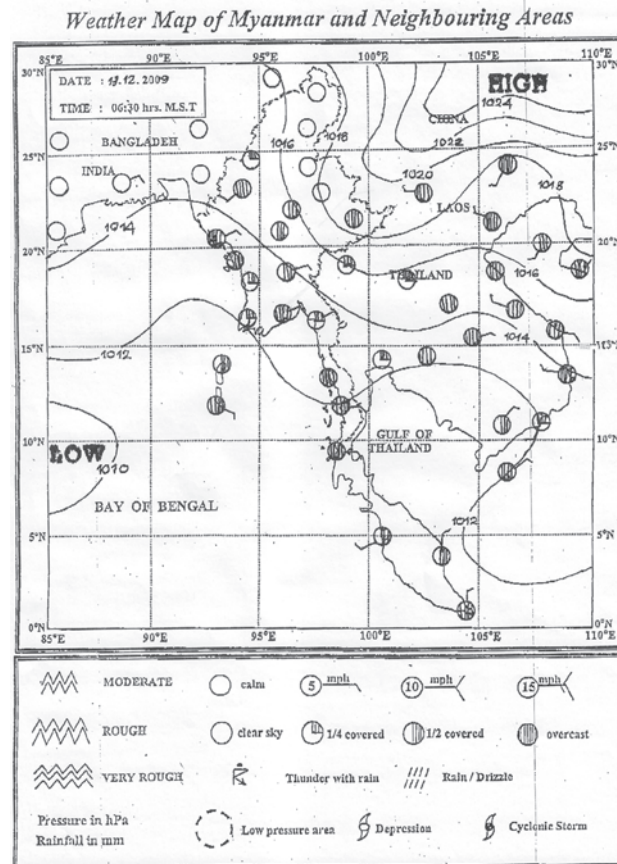 Weather Map of Myanmar and Neighbouring Areas
85°E 90°E 95°E 100°E 105°E 110°E
30°N 30°N
DATE : 13.12.2009
TIME : 06:30 hrs. M.S.T
HIGH
1024
CHINA
1016 1018
1022
BANGLADEH
25°N 25°N
INDIA
1020
1018
LAOS
1014
20°N 20°N
THAILAND
1016
1014
1012
15°N 15°N
GULF OF
THAILAND
10°N 10°N
LOW
1010
BAY OF BENGAL
1012
5°N 5°N
0°N 0°N
85°E 90°E 95°E 100°E 105°E 110°E
MODERATE calm 5 mph 10 mph 15 mph
ROUGH clear sky 1/4 covered 1/2 covered overcast
VERY ROUGH Thunder with rain Rain / Drizzle
Pressure in hPa
Rainfall in mm
Low pressure area Depression Cyclonic Storm